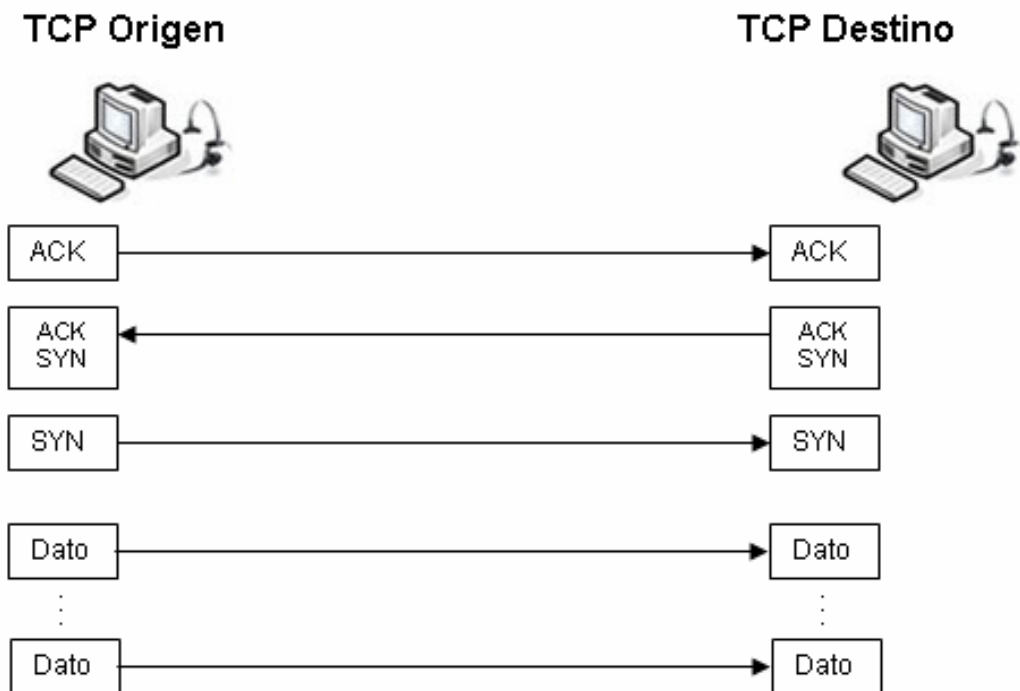 TCP Origen
TCP Destino
ACK
ACK
ACK
SYN
ACK
SYN
SYN
SYN
Dato
Dato
Dato
Dato